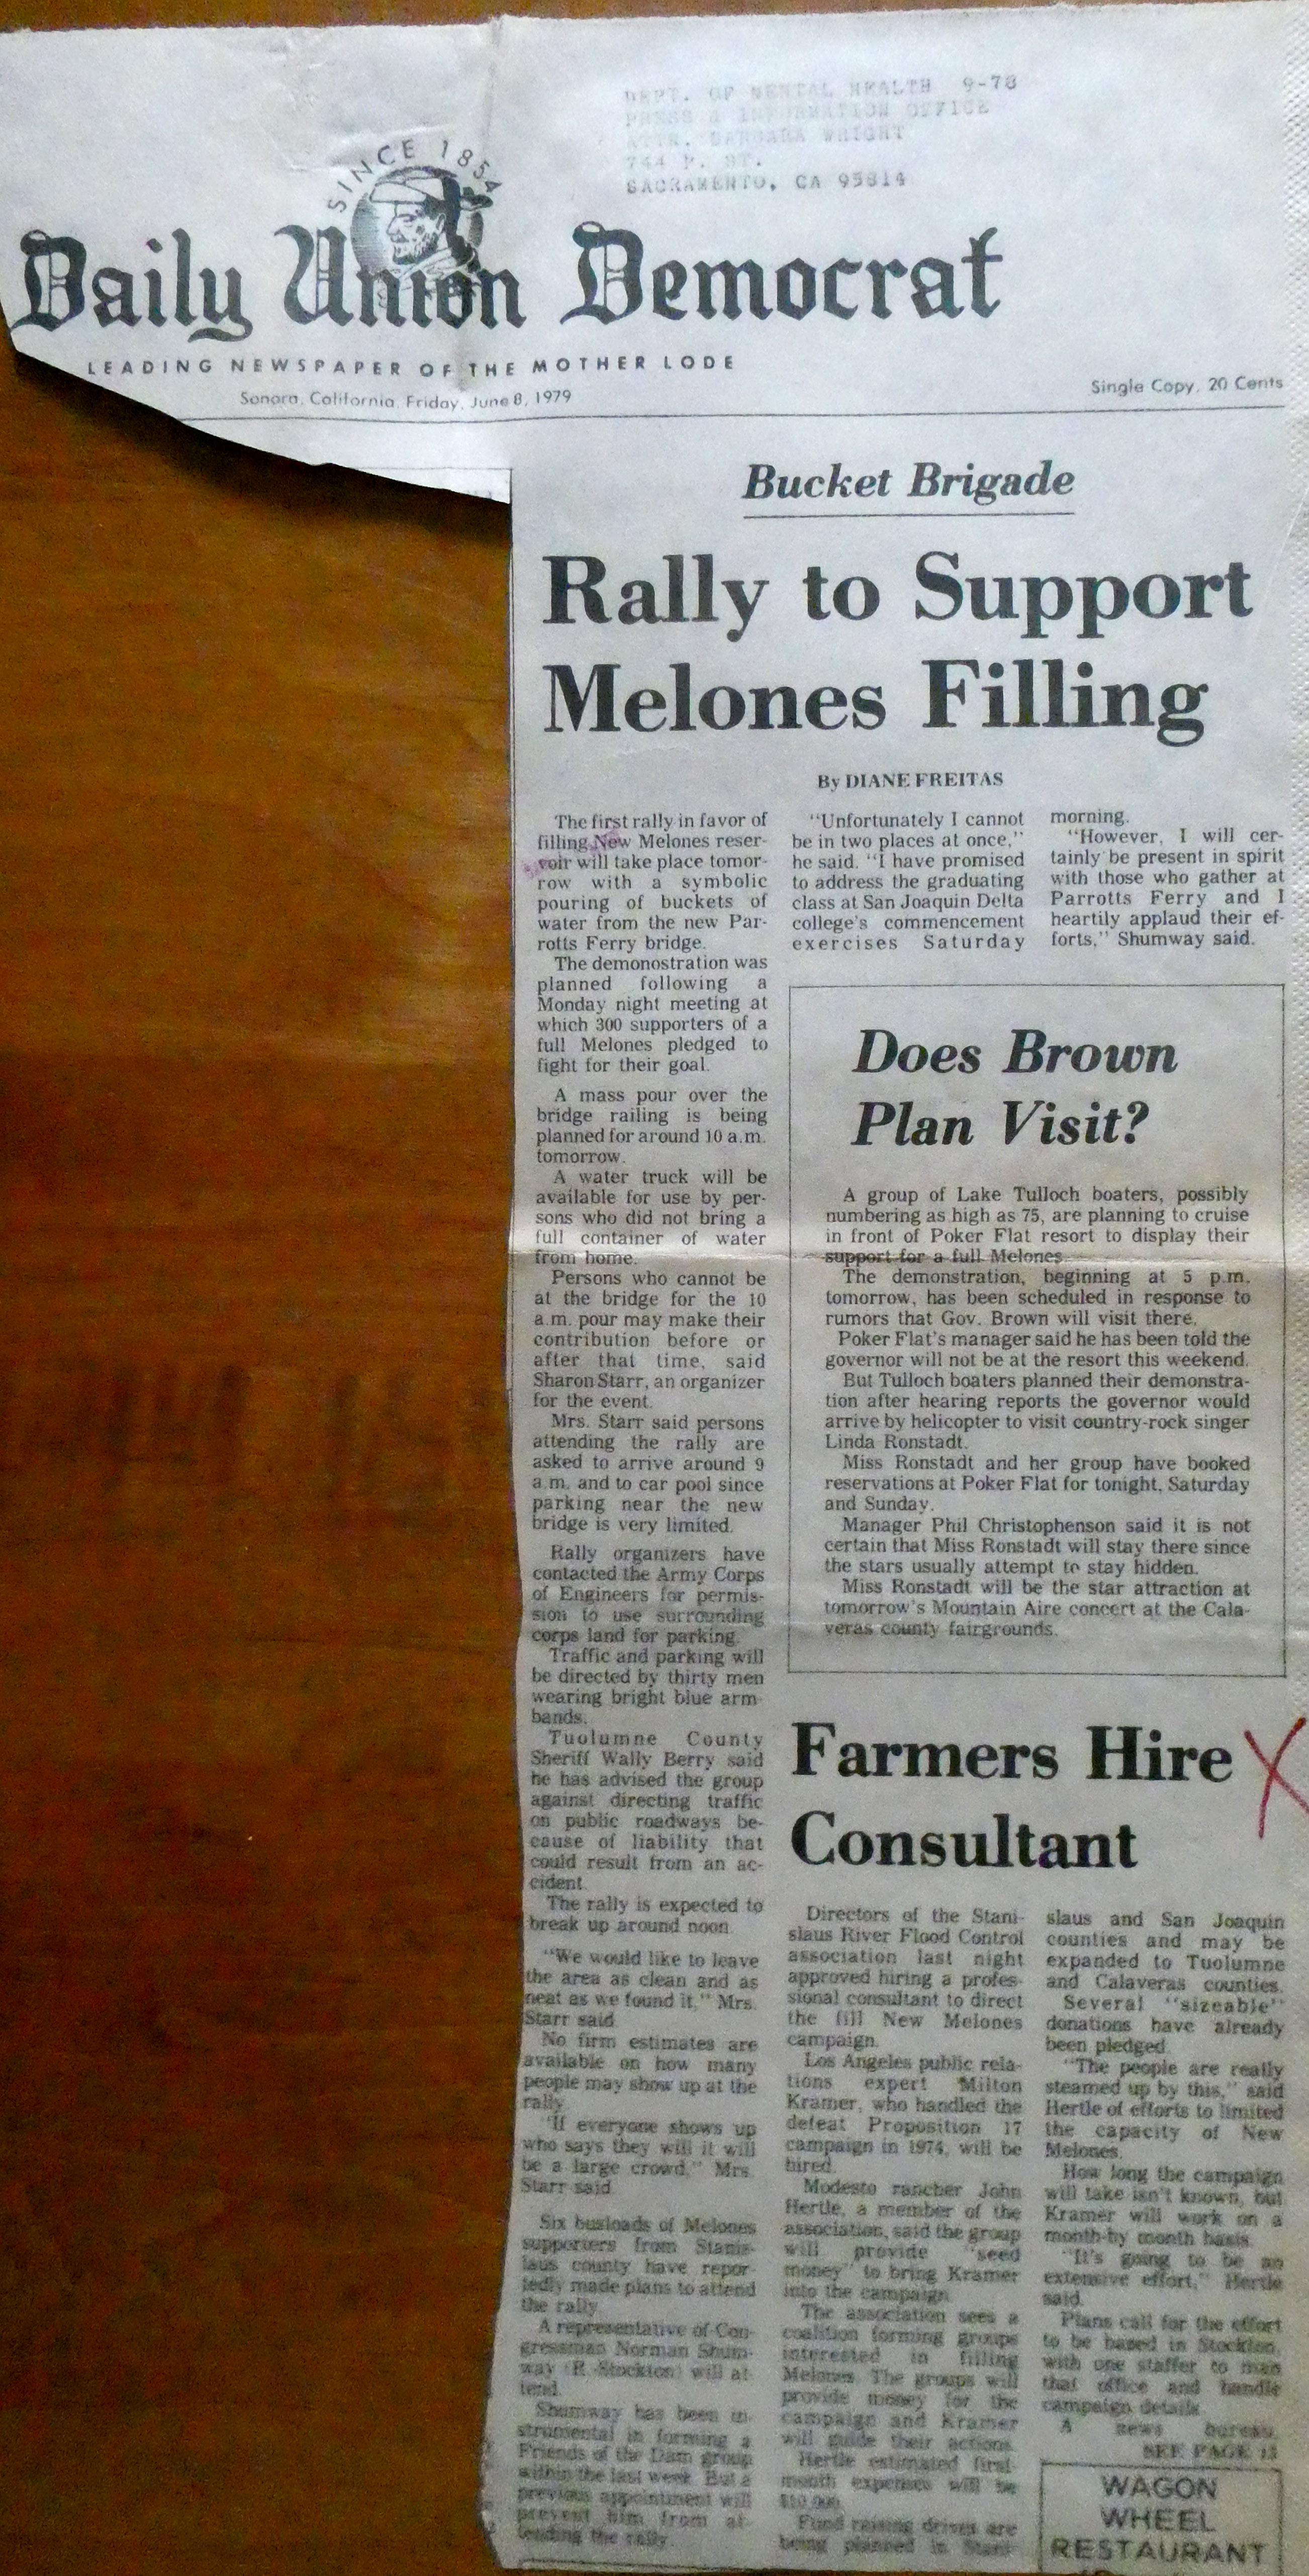 DEPT. OF MENTAL HEALTH 9-78
PRESS & INFORMATION OFFICE
ATTN. BARBARA WRIGHT
744 P. ST.
SACRAMENTO, CA 95814
SINCE 1854
Daily Union Democrat
LEADING NEWSPAPER OF THE MOTHER LODE
Sonora, California, Friday, June 8, 1979
Single Copy, 20 Cents
Bucket Brigade
Rally to Support
Melones Filling
By DIANE FREITAS
The first rally in favor of
filling New Melones reser-
voir will take place tomor-
row with a symbolic
pouring of buckets of
water from the new Par-
rotts Ferry bridge.
The demonostration was
planned following a
Monday night meeting at
which 300 supporters of a
full Melones pledged to
fight for their goal.
A mass pour over the
bridge railing is being
planned for around 10 a.m.
tomorrow.
A water truck will be
available for use by per-
sons who did not bring a
full container of water
from home.
Persons who cannot be
at the bridge for the 10
a.m. pour may make their
contribution before or
after that time, said
Sharon Starr, an organizer
for the event.
Mrs. Starr said persons
attending the rally are
asked to arrive around 9
a.m. and to car pool since
parking near the new
bridge is very limited.
Rally organizers have
contacted the Army Corps
of Engineers for permis-
sion to use surrounding
corps land for parking.
Traffic and parking will
be directed by thirty men
wearing bright blue arm
bands.
Tuolumne County
Sheriff Wally Berry said
he has advised the group
against directing traffic
on public roadways be-
cause of liability that
could result from an ac-
cident.
The rally is expected to
break up around noon.
"We would like to leave
the area as clean and as
neat as we found it," Mrs.
Starr said.
No firm estimates are
available on how many
people may show up at the
rally.
"If everyone shows up
who says they will it will
be a large crowd," Mrs.
Starr said.
Six busloads of Melones
supporters from Stanis-
laus county have repor-
tedly made plans to attend
the rally.
A representative of Con-
gressman Norman Shum-
way (R-Stockton) will at-
tend.
Shumway has been in-
strumental in forming a
Friends of the Dam group
within the last week. But a
previous appointment will
prevent him from at-
tending the rally.
"Unfortunately I cannot
be in two places at once,"
he said. "I have promised
to address the graduating
class at San Joaquin Delta
college's commencement
exercises Saturday
morning.
"However, I will cer-
tainly be present in spirit
with those who gather at
Parrotts Ferry and I
heartily applaud their ef-
forts," Shumway said.
Does Brown
Plan Visit?
A group of Lake Tulloch boaters, possibly
numbering as high as 75, are planning to cruise
in front of Poker Flat resort to display their
support for a full Melones.
The demonstration, beginning at 5 p.m.
tomorrow, has been scheduled in response to
rumors that Gov. Brown will visit there.
Poker Flat's manager said he has been told the
governor will not be at the resort this weekend.
But Tulloch boaters planned their demonstra-
tion after hearing reports the governor would
arrive by helicopter to visit country-rock singer
Linda Ronstadt.
Miss Ronstadt and her group have booked
reservations at Poker Flat for tonight, Saturday
and Sunday.
Manager Phil Christophenson said it is not
certain that Miss Ronstadt will stay there since
the stars usually attempt to stay hidden.
Miss Ronstadt will be the star attraction at
tomorrow's Mountain Aire concert at the Cala-
veras county fairgrounds.
Farmers Hire
Consultant
X
Directors of the Stani-
slaus River Flood Control
association last night
approved hiring a profes-
sional consultant to direct
the fill New Melones
campaign.
Los Angeles public rela-
tions expert Milton
Kramer, who handled the
defeat Proposition 17
campaign in 1974, will be
hired.
Modesto rancher John
Hertle, a member of the
association, said the group
will provide "seed
money" to bring Kramer
into the campaign.
The association sees a
coalition forming groups
interested in filling
Melones. The groups will
provide money for the
campaign and Kramer
will guide their actions.
Hertle estimated first-
month expenses will be
$10,000.
Fund raising drives are
being planned in Stani-
slaus and San Joaquin
counties and may be
expanded to Tuolumne
and Calaveras counties.
Several "sizeable"
donations have already
been pledged.
"The people are really
steamed up by this," said
Hertle of efforts to limited
the capacity of New
Melones.
How long the campaign
will take isn't known, but
Kramer will work on a
month-by month basis.
"It's going to be an
extensive effort," Hertle
said.
Plans call for the effort
to be based in Stockton,
with one staffer to man
that office and handle
campaign details.
A news bureau,
SEE PAGE 13
WAGON
WHEEL
RESTAURANT